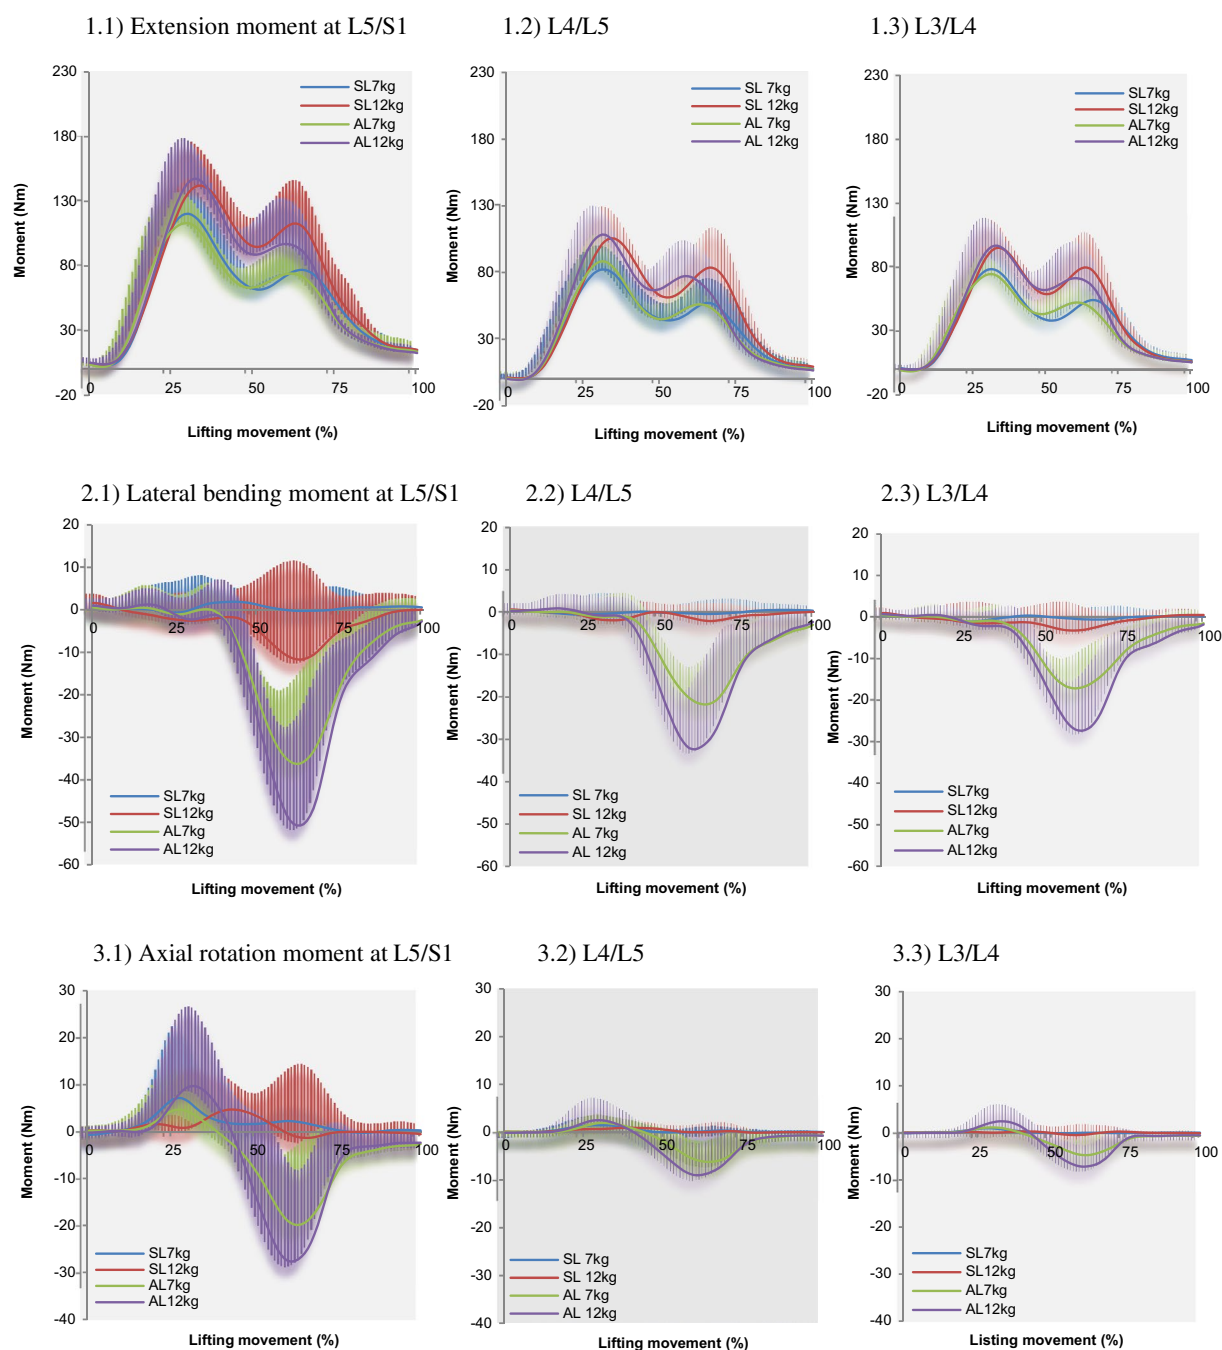 1.1) Extension moment at L5/S1
1.2) L4/L5
1.3) L3/L4
230
180
130
80
30
-20
Moment (Nm)
SL7kg
SL12kg
AL7kg
AL12kg
0
25
50
75
100
Lifting movement (%)
230
180
130
80
30
-20
Moment (Nm)
SL 7kg
SL 12kg
AL 7kg
AL 12kg
0
25
50
75
100
Lifting movement (%)
230
180
130
80
30
-20
Moment (Nm)
SL7kg
SL12kg
AL7kg
AL12kg
0
25
50
75
100
Lifting movement (%)
2.1) Lateral bending moment at L5/S1
2.2) L4/L5
2.3) L3/L4
20
10
0
-10
-20
-30
-40
-50
-60
Moment (Nm)
0
25
50
75
100
SL7kg
SL12kg
AL7kg
AL12kg
Lifting movement (%)
20
10
0
-10
-20
-30
-40
-50
-60
Moment (Nm)
0
25
50
75
100
SL 7kg
SL 12kg
AL 7kg
AL 12kg
Lifting movement (%)
20
10
0
-10
-20
-30
-40
-50
-60
Moment (Nm)
0
25
50
75
100
SL7kg
SL12kg
AL7kg
AL12kg
Lifting movement (%)
3.1) Axial rotation moment at L5/S1
3.2) L4/L5
3.3) L3/L4
30
20
10
0
-10
-20
-30
-40
Moment (Nm)
0
25
50
75
100
SL7kg
SL12kg
AL7kg
AL12kg
Lifting movement (%)
30
20
10
0
-10
-20
-30
-40
Moment (Nm)
0
25
50
75
100
SL 7kg
SL 12kg
AL 7kg
AL 12kg
Lifting movement (%)
30
20
10
0
-10
-20
-30
-40
Moment (Nm)
0
25
50
75
100
SL7kg
SL12kg
AL7kg
AL12kg
Listing movement (%)